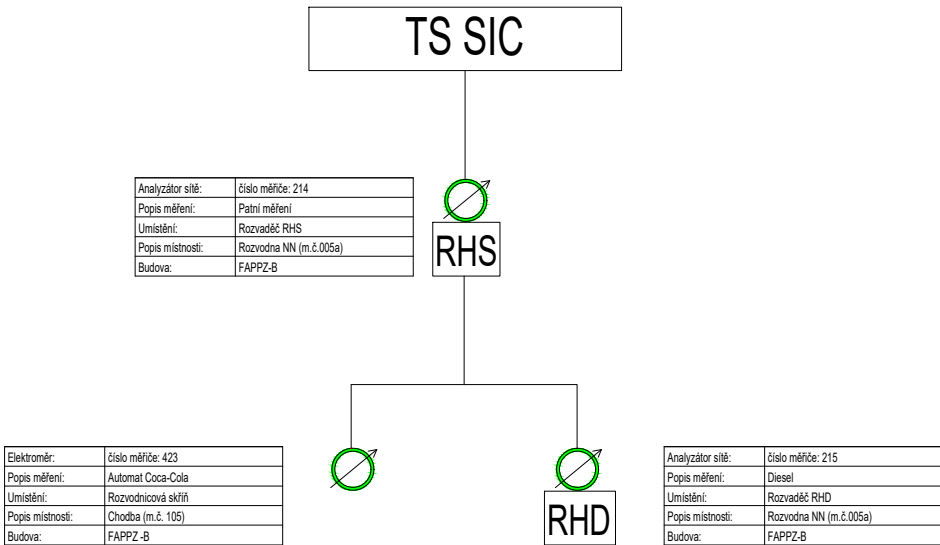 TS SIC
Analyzátor sítě: číslo měřiče: 214
Popis měření: Patní měření
Umístění: Rozvaděč RHS
Popis místnosti: Rozvodna NN (m.č.005a)
Budova: FAPPZ-B
RHS
Elektroměr: číslo měřiče: 423
Popis měření: Automat Coca-Cola
Umístění: Rozvodnicová skříň
Popis místnosti: Chodba (m.č. 105)
Budova: FAPPZ -B
RHD
Analyzátor sítě: číslo měřiče: 215
Popis měření: Diesel
Umístění: Rozvaděč RHD
Popis místnosti: Rozvodna NN (m.č.005a)
Budova: FAPPZ-B